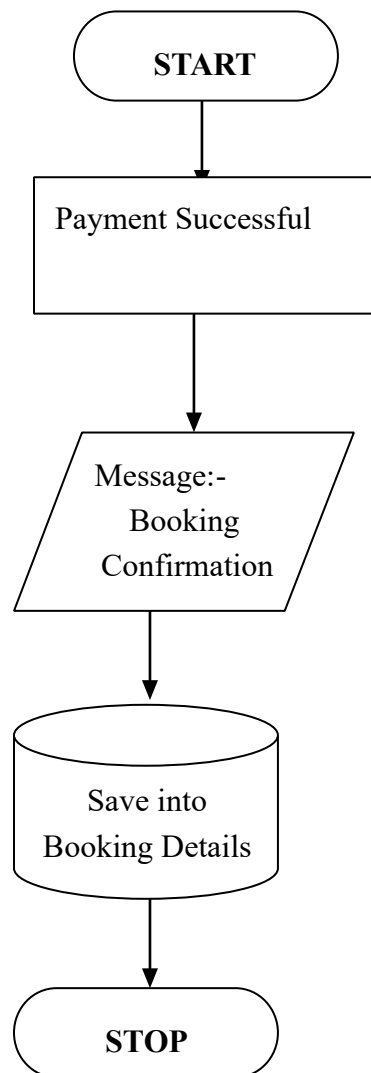 START
Payment Successful
Message:-
Booking
Confirmation
Save into
Booking Details
STOP